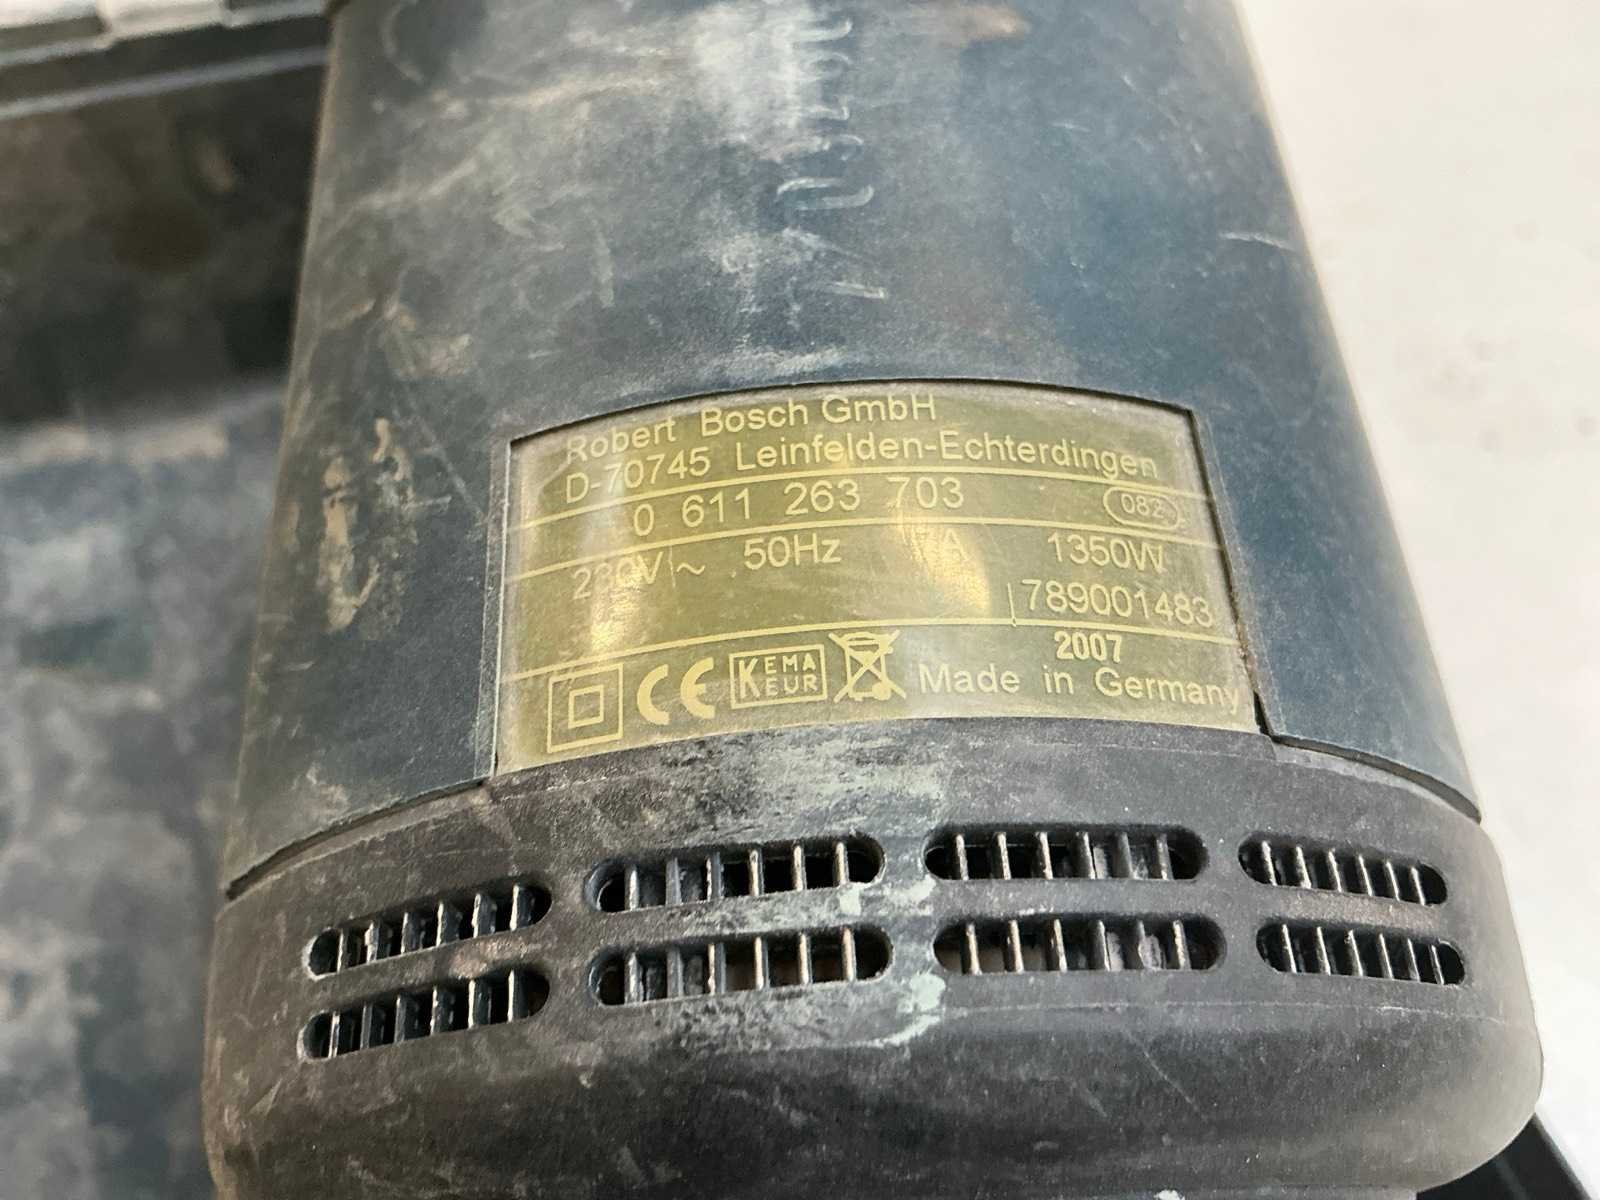 Robert Bosch GmbH
D-70745 Leinfelden-Echterdingen
0 611 263 703 082
230V ~ 50Hz A 1350W
789001483
2007
CE KEMA KEUR Made in Germany